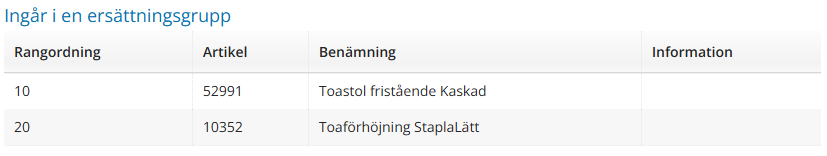 Ingår i en ersättningsgrupp
Rangordning Artikel Benämning Information
10 52991 Toastol fristående Kaskad
20 10352 Toaförhöjning StaplaLätt